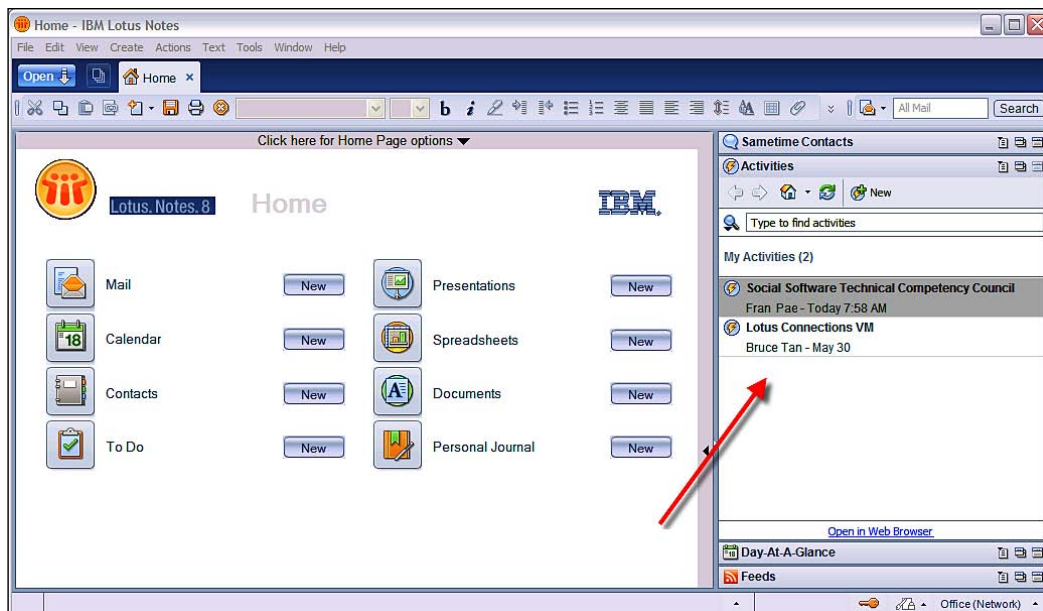 Home - IBM Lotus Notes
File Edit View Create Actions Text Tools Window Help
Open Home
b i All Mail Search
Click here for Home Page options
Lotus. Notes. 8 Home IBM
Mail New Presentations New
18 Calendar New Spreadsheets New
Contacts New A Documents New
To Do New Personal Journal New
Sametime Contacts
Activities
New
Type to find activities
My Activities (2)
Social Software Technical Competency Council
Fran Pae - Today 7:58 AM
Lotus Connections VM
Bruce Tan - May 30
Open in Web Browser
Day-At-A-Glance
Feeds
Office (Network)